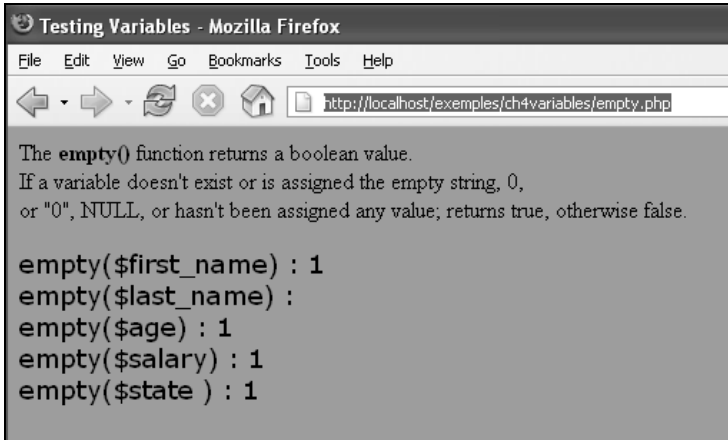 Testing Variables - Mozilla Firefox
File Edit View Go Bookmarks Tools Help
http://localhost/exemples/ch4variables/empty.php
The empty() function returns a boolean value.
If a variable doesn't exist or is assigned the empty string, 0,
or "0", NULL, or hasn't been assigned any value; returns true, otherwise false.
empty($first_name) : 1
empty($last_name) :
empty($age) : 1
empty($salary) : 1
empty($state ) : 1